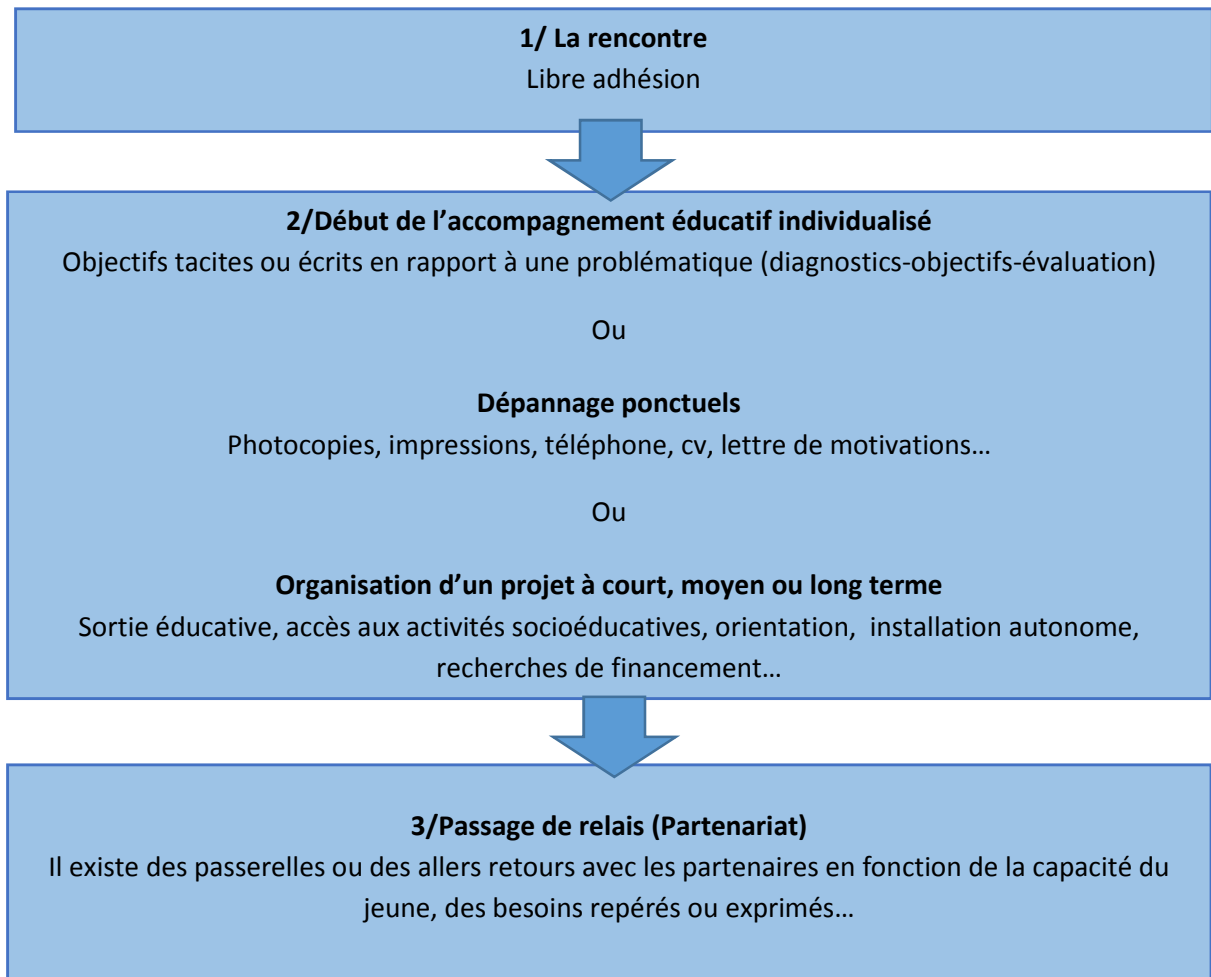 1/ La rencontre
Libre adhésion
2/Début de l’accompagnement éducatif individualisé
Objectifs tacites ou écrits en rapport à une problématique (diagnostics-objectifs-évaluation)
Ou
Dépannage ponctuels
Photocopies, impressions, téléphone, cv, lettre de motivations…
Ou
Organisation d’un projet à court, moyen ou long terme
Sortie éducative, accès aux activités socioéducatives, orientation,  installation autonome,
recherches de financement…
3/Passage de relais (Partenariat)
Il existe des passerelles ou des allers retours avec les partenaires en fonction de la capacité du
jeune, des besoins repérés ou exprimés…